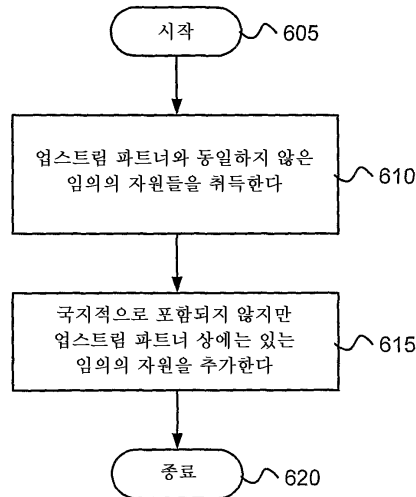 시작
605
업스트림 파트너와 동일하지 않은
임의의 자원들을 취득한다
610
국지적으로 포함되지 않지만
업스트림 파트너 상에는 있는
임의의 자원을 추가한다
615
종료
620